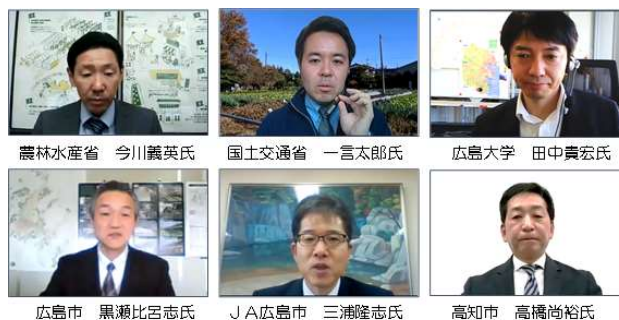 農林水産省　今川義英氏
国土交通省　一言太郎氏
広島大学　田中貴宏氏
広島市　黒瀬比呂志氏
ＪＡ広島市　三浦隆志氏
高知市　高橋尚裕氏